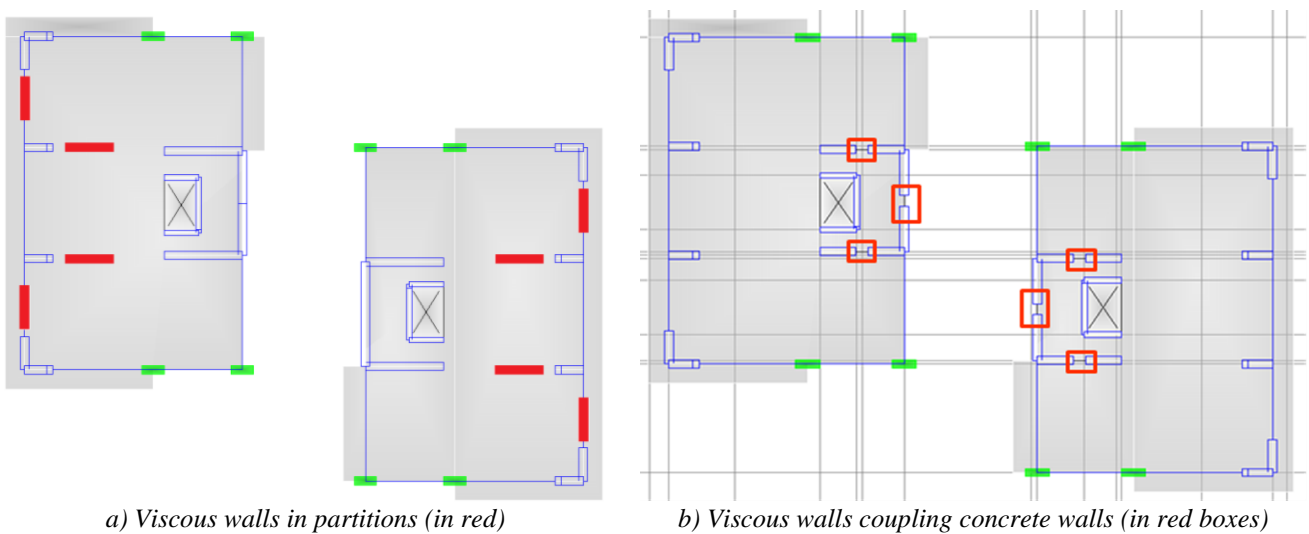 a) Viscous walls in partitions (in red)
b) Viscous walls coupling concrete walls (in red boxes)